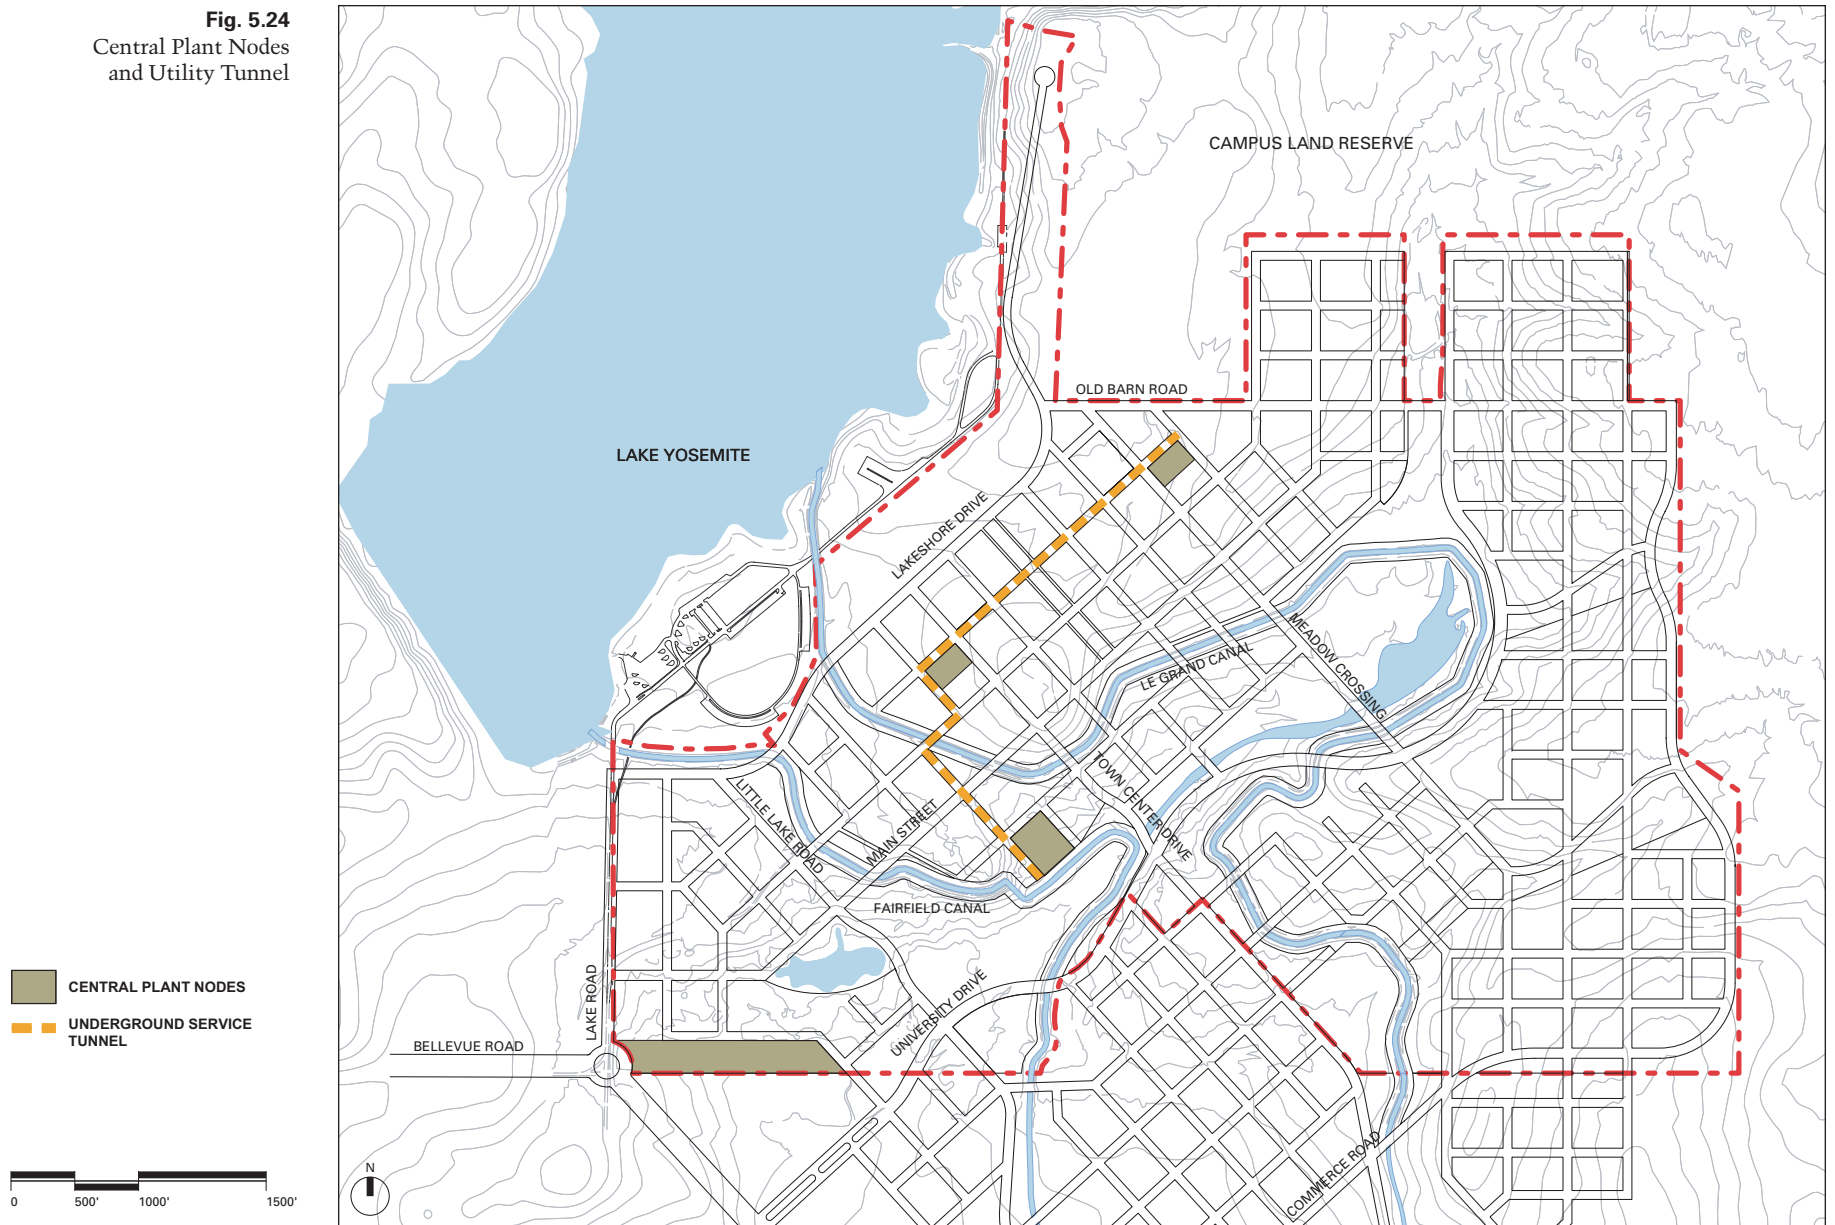 Fig. 5.24
Central Plant Nodes
and Utility Tunnel
CAMPUS LAND RESERVE
OLD BARN ROAD
LAKE YOSEMITE
LAKESHORE DRIVE
MEADOW CROSSING
LE GRAND CANAL
TOWN CENTER DRIVE
LITTLE LAKE ROAD
MAIN STREET
FAIRFIELD CANAL
UNIVERSITY DRIVE
LAKE ROAD
BELLEVUE ROAD
COMMERCE ROAD
CENTRAL PLANT NODES
UNDERGROUND SERVICE
TUNNEL
N
0 500' 1000' 1500'